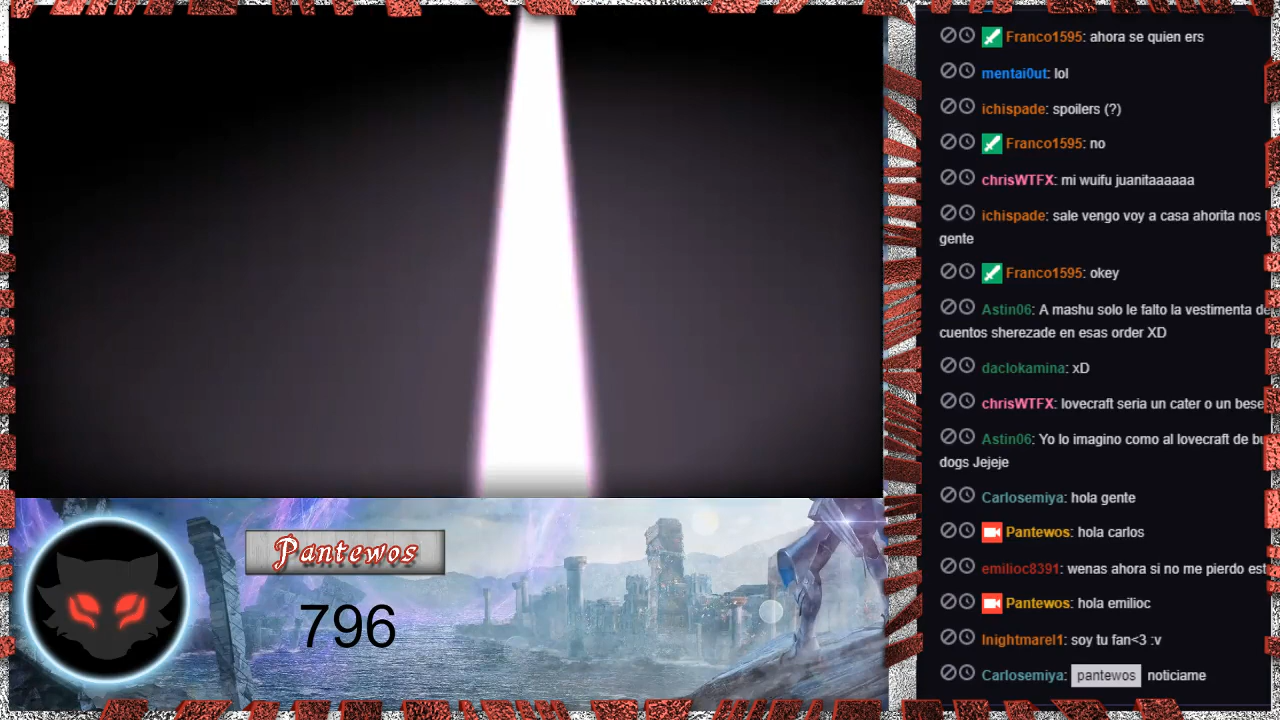 Pantewos
796
Franco1595: ahora se quien ers
mentai0ut: lol
ichispade: spoilers (?)
Franco1595: no
chrisWTFX: mi wuifu juanitaaaaaa
ichispade: sale vengo voy a casa ahorita nos
gente
Franco1595: okey
Astin06: A mashu solo le falto la vestimenta de
cuentos sherezade en esas order XD
daclokamina: xD
chrisWTFX: lovecraft seria un cater o un bese
Astin06: Yo lo imagino como al lovecraft de bu
dogs Jejeje
Carlosemiya: hola gente
Pantewos: hola carlos
emilioc8391: wenas ahora si no me pierdo est
Pantewos: hola emilioc
Inightmarel1: soy tu fan<3 :v
Carlosemiya: pantewos noticiame